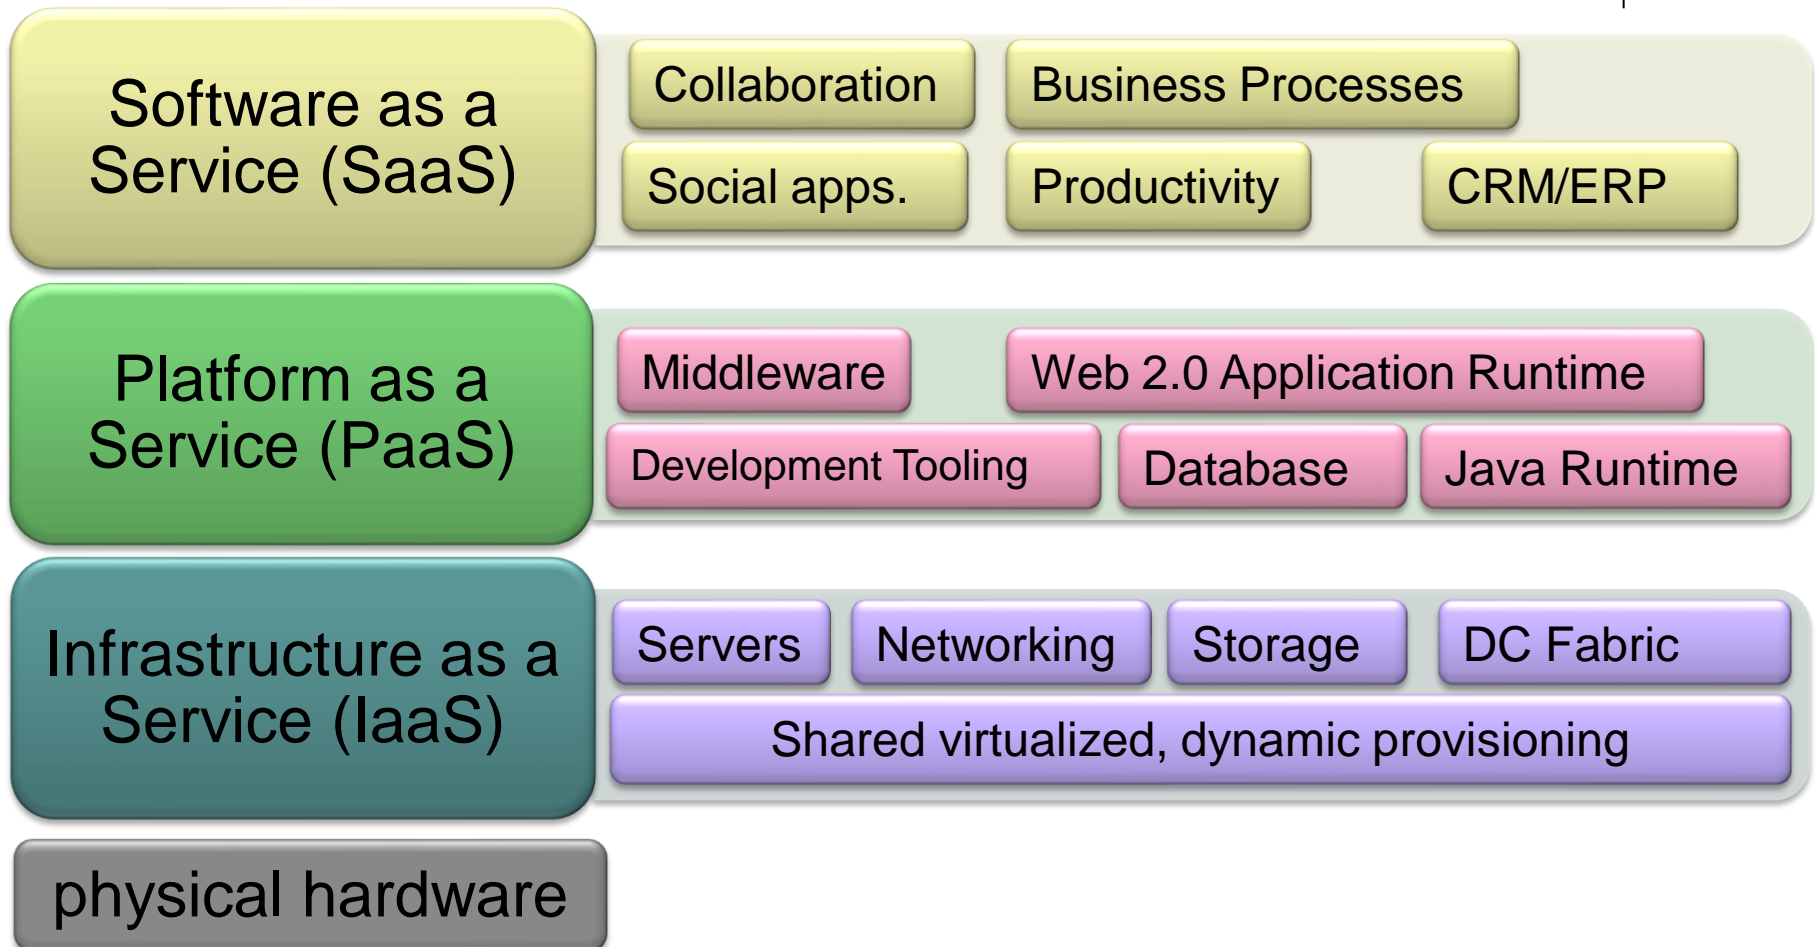 Software as a
Service (SaaS)
Collaboration
Business Processes
Social apps.
Productivity
CRM/ERP
Platform as a
Service (PaaS)
Middleware
Web 2.0 Application Runtime
Development Tooling
Database
Java Runtime
Infrastructure as a
Service (IaaS)
Servers
Networking
Storage
DC Fabric
Shared virtualized, dynamic provisioning
physical hardware